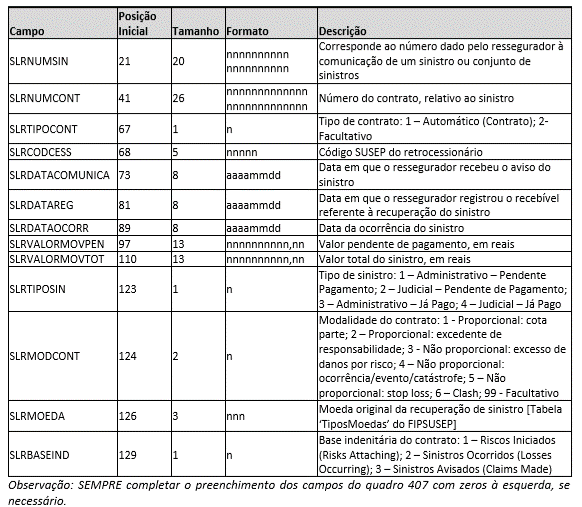 Campo Posição Inicial Tamanho Formato Descrição
SLRNUMSIN 21 20 nnnnnnnnnn nnnnnnnnnn Corresponde ao número dado pelo ressegurador à
comunicação de um sinistro ou conjunto de
sinistros
SLRNUMCONT 41 26 nnnnnnnnnnnnn nnnnnnnnnnnnn Número do contrato, relativo ao sinistro
SLRTIPOCONT 67 1 n Tipo de contrato: 1 – Automático (Contrato); 2-
Facultativo
SLRCODCESS 68 5 nnnnn Código SUSEP do retrocessionário
SLRDATACOMUNICA 73 8 aaaammdd Data em que o ressegurador recebeu o aviso do
sinistro
SLRDATAREG 81 8 aaaammdd Data em que o ressegurador registrou o recebível
referente à recuperação do sinistro
SLRDATAOCORR 89 8 aaaammdd Data da ocorrência do sinistro
SLRVALORMOVPEN 97 13 nnnnnnnnnn,nn Valor pendente de pagamento, em reais
SLRVALORMOVTOT 110 13 nnnnnnnnnn,nn Valor total do sinistro, em reais
SLRTIPOSIN 123 1 n Tipo de sinistro: 1 – Administrativo – Pendente
Pagamento; 2 – Judicial – Pendente de Pagamento;
3 – Administrativo – Já Pago; 4 – Judicial – Já Pago
SLRMODCONT 124 2 n Modalidade do contrato: 1 - Proporcional: cota
parte; 2 – Proporcional: excedente de
responsabilidade; 3 - Não proporcional: excesso de
danos por risco; 4 – Não proporcional:
ocorrência/evento/catástrofe; 5 – Não
proporcional: stop loss; 6 – Clash; 99 - Facultativo
SLRMOEDA 126 3 nnn Moeda original da recuperação de sinistro [Tabela
'TiposMoedas' do FIPSUSEP]
SLRBASEIND 129 1 n Base indenitária do contrato: 1 – Riscos Iniciados
(Risks Attaching); 2 – Sinistros Ocorridos (Losses
Occurring); 3 – Sinistros Avisados (Claims Made)
Observação: SEMPRE completar o preenchimento dos campos do quadro 407 com zeros à esquerda, se
necessário.